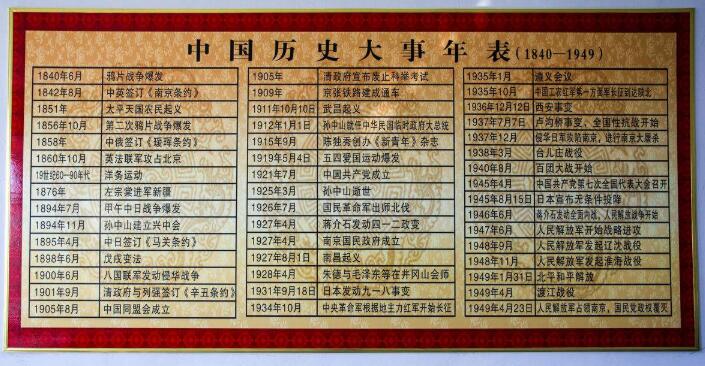 中国历史大事年表(1840—1949)
1840年6月 鸦片战争爆发
1842年8月 中英签订《南京条约》
1851年 太平天国农民起义
1856年10月 第二次鸦片战争爆发
1858年 中俄签订《瑷珲条约》
1860年10月 英法联军攻占北京
19世纪60—90年代 洋务运动
1876年 左宗棠进军新疆
1894年7月 甲午中日战争爆发
1894年11月 孙中山建立兴中会
1895年4月 中日签订《马关条约》
1898年6月 戊戌变法
1900年6月 八国联军发动侵华战争
1901年9月 清政府与列强签订《辛丑条约》
1905年8月 中国同盟会成立
1905年 清政府宣布废止科举考试
1909年 京张铁路建成通车
1911年10月10日 武昌起义
1912年1月1日 孙中山就任中华民国临时政府大总统
1915年9月 陈独秀创办《新青年》杂志
1919年5月4日 五四爱国运动爆发
1921年7月 中国共产党成立
1925年3月 孙中山逝世
1926年7月 国民革命军出师北伐
1927年4月 蒋介石发动四一二政变
1927年4月 南京国民政府成立
1927年8月1日 南昌起义
1928年4月 朱德与毛泽东等在井冈山会师
1931年9月18日 日本发动九一八事变
1934年10月 中央革命军根据地主力红军开始长征
1935年1月 遵义会议
1935年10月 中国工农红军第一方面军长征到达陕北
1936年12月12日 西安事变
1937年7月7日 卢沟桥事变、全国性抗战开始
1937年12月 侵华日军攻陷南京，进行南京大屠杀
1938年3月 台儿庄战役
1940年8月 百团大战开始
1945年4月 中国共产党第七次全国代表大会召开
1945年8月15日 日本宣布无条件投降
1946年6月 蒋介石发动全面内战，人民解放战争开始
1947年6月 人民解放军开始战略进攻
1948年9月 人民解放军发起辽沈战役
1948年11月 人民解放军发起淮海战役
1949年1月31日 北平和平解放
1949年4月 渡江战役
1949年4月23日 人民解放军占领南京，国民党政权覆灭